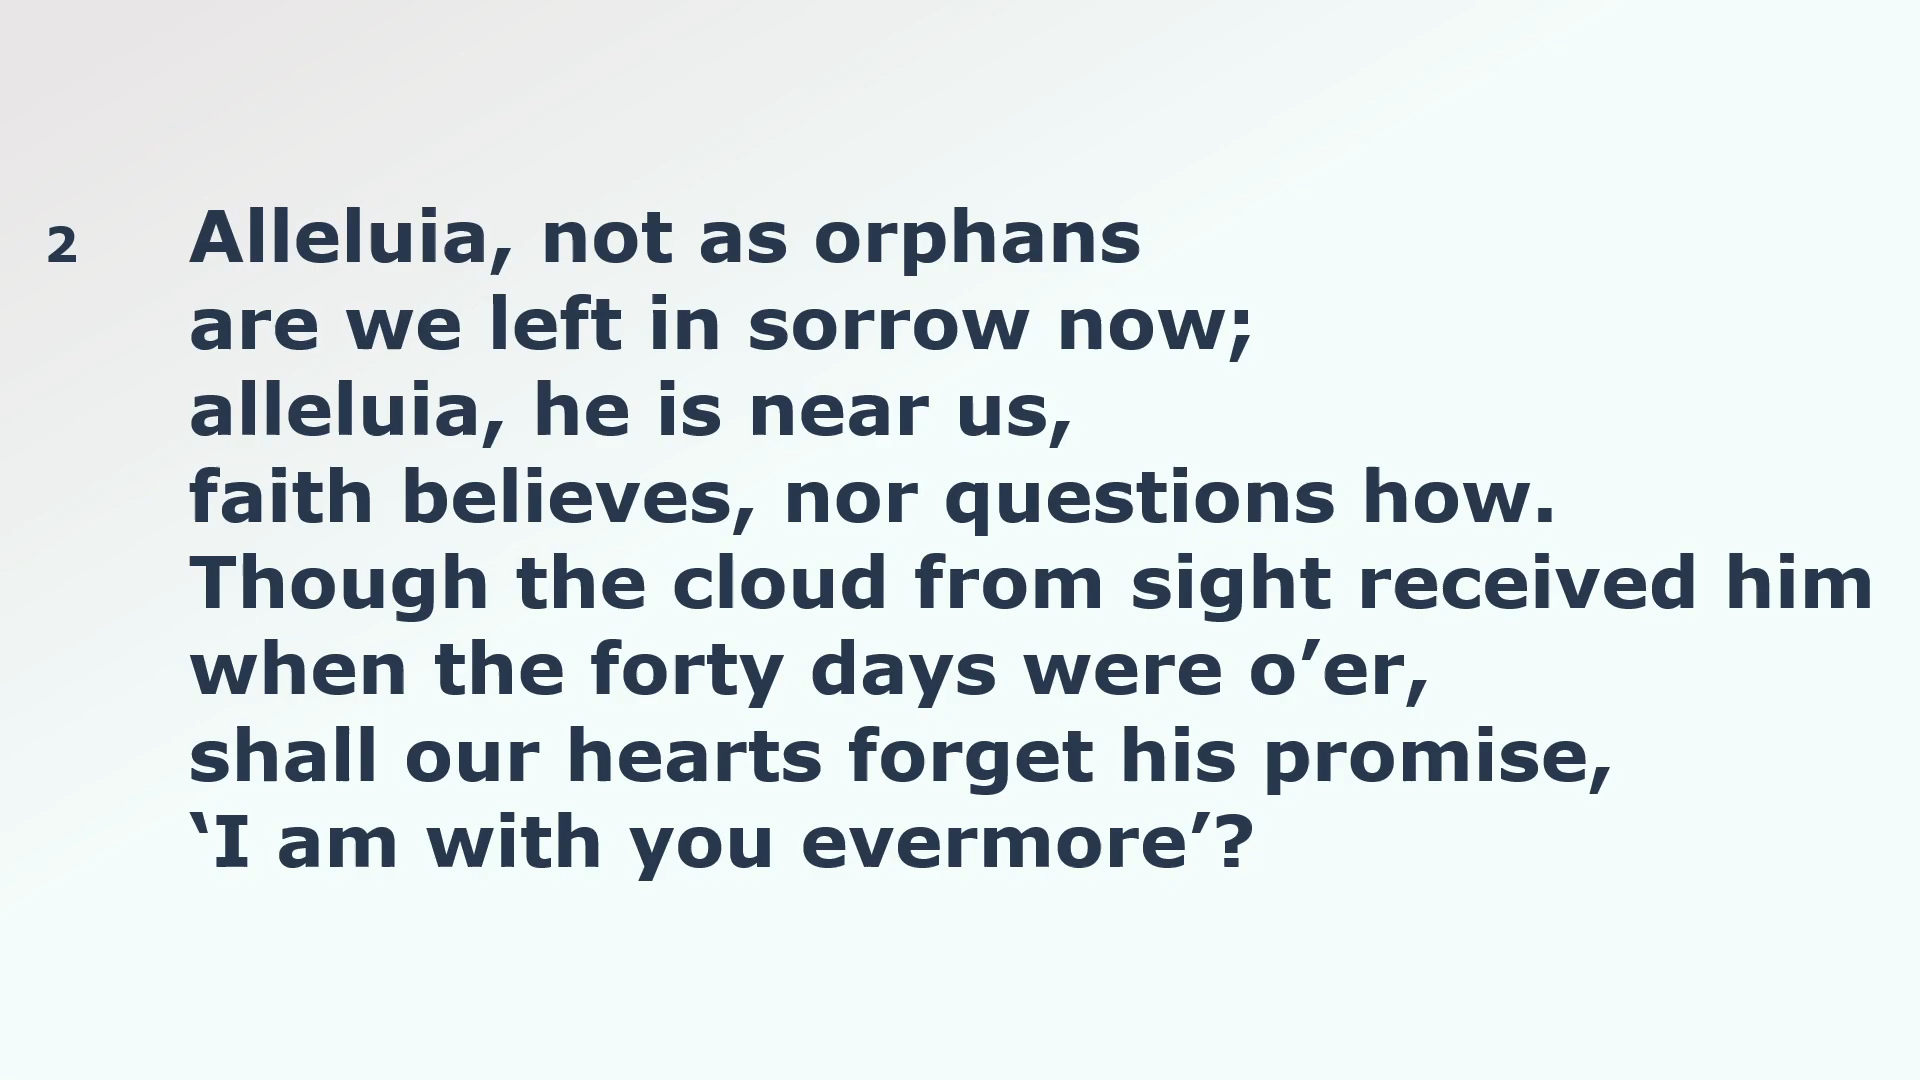 2 Alleluia, not as orphans
are we left in sorrow now;
alleluia, he is near us,
faith believes, nor questions how.
Though the cloud from sight received him
when the forty days were o’er,
shall our hearts forget his promise,
‘I am with you evermore’?